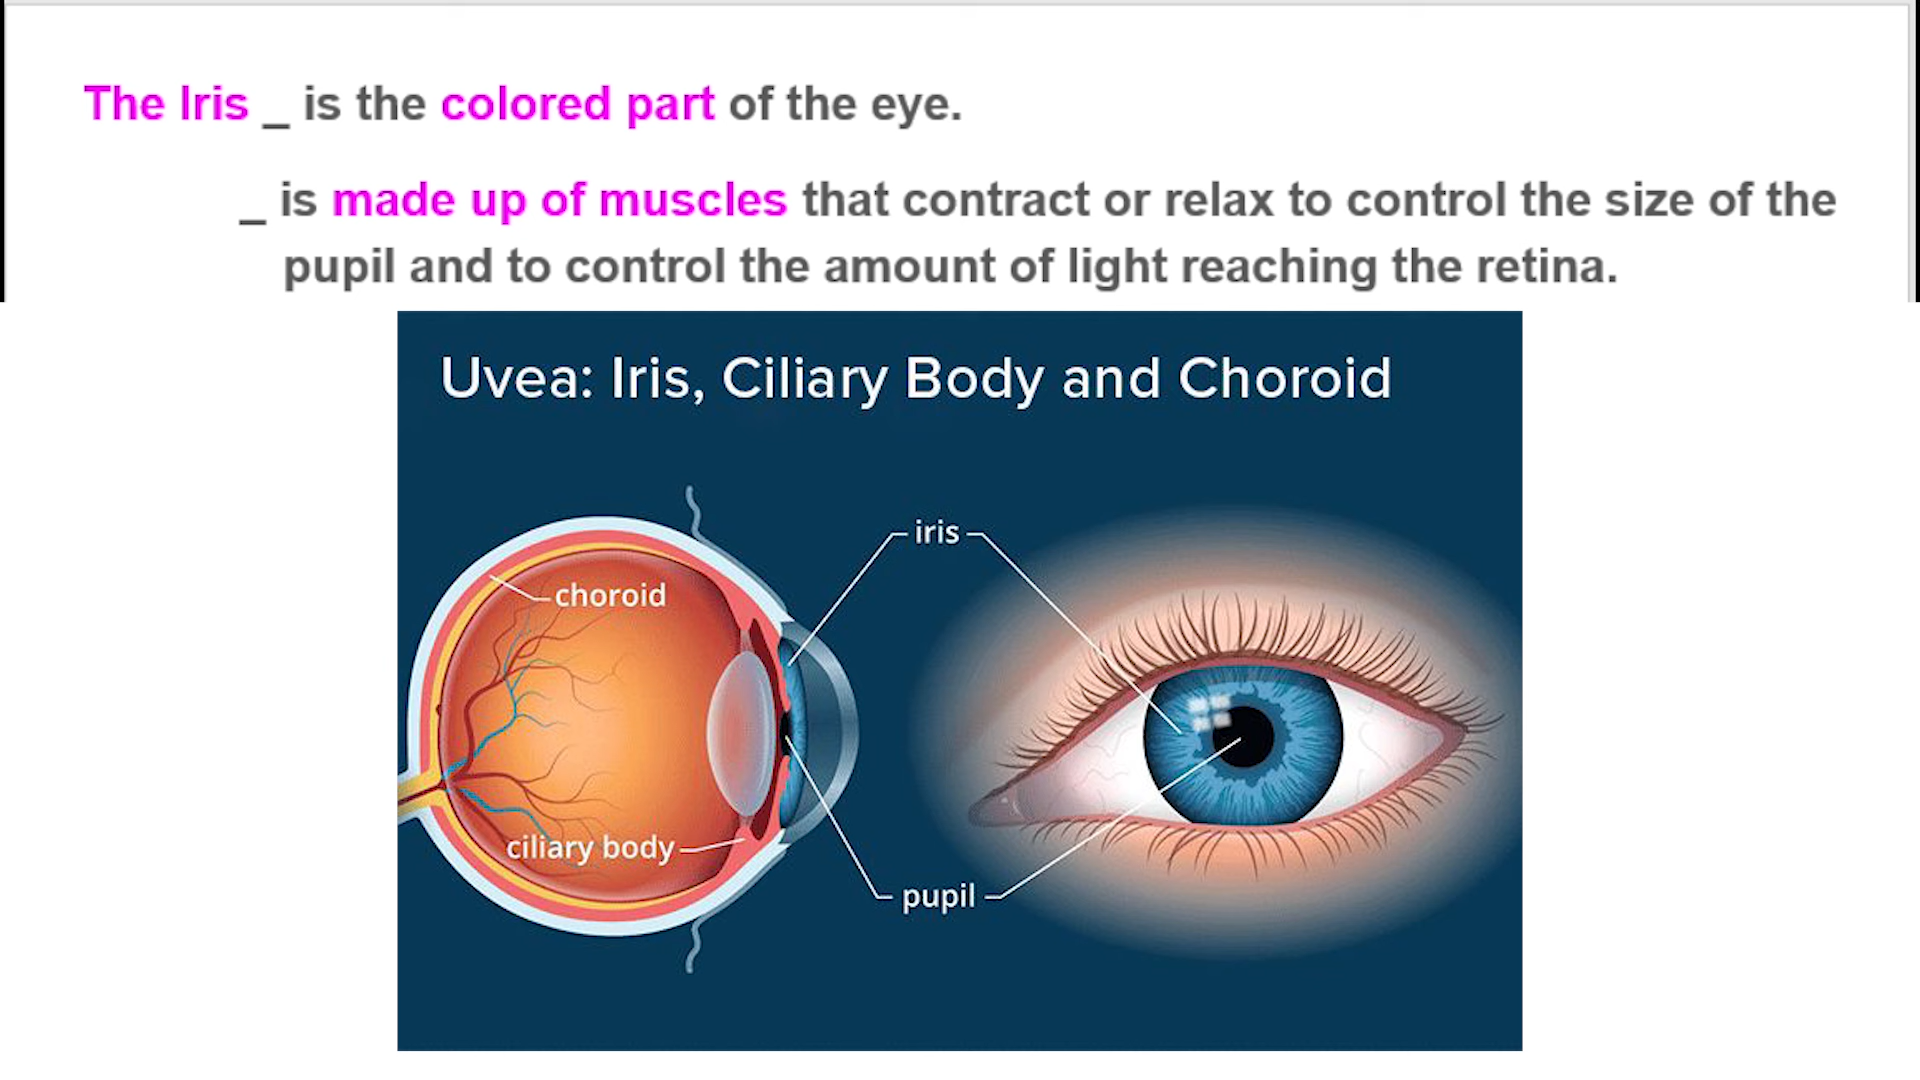 The Iris _ is the colored part of the eye.
_ is made up of muscles that contract or relax to control the size of the
pupil and to control the amount of light reaching the retina.
Uvea: Iris, Ciliary Body and Choroid
iris
choroid
ciliary body
pupil